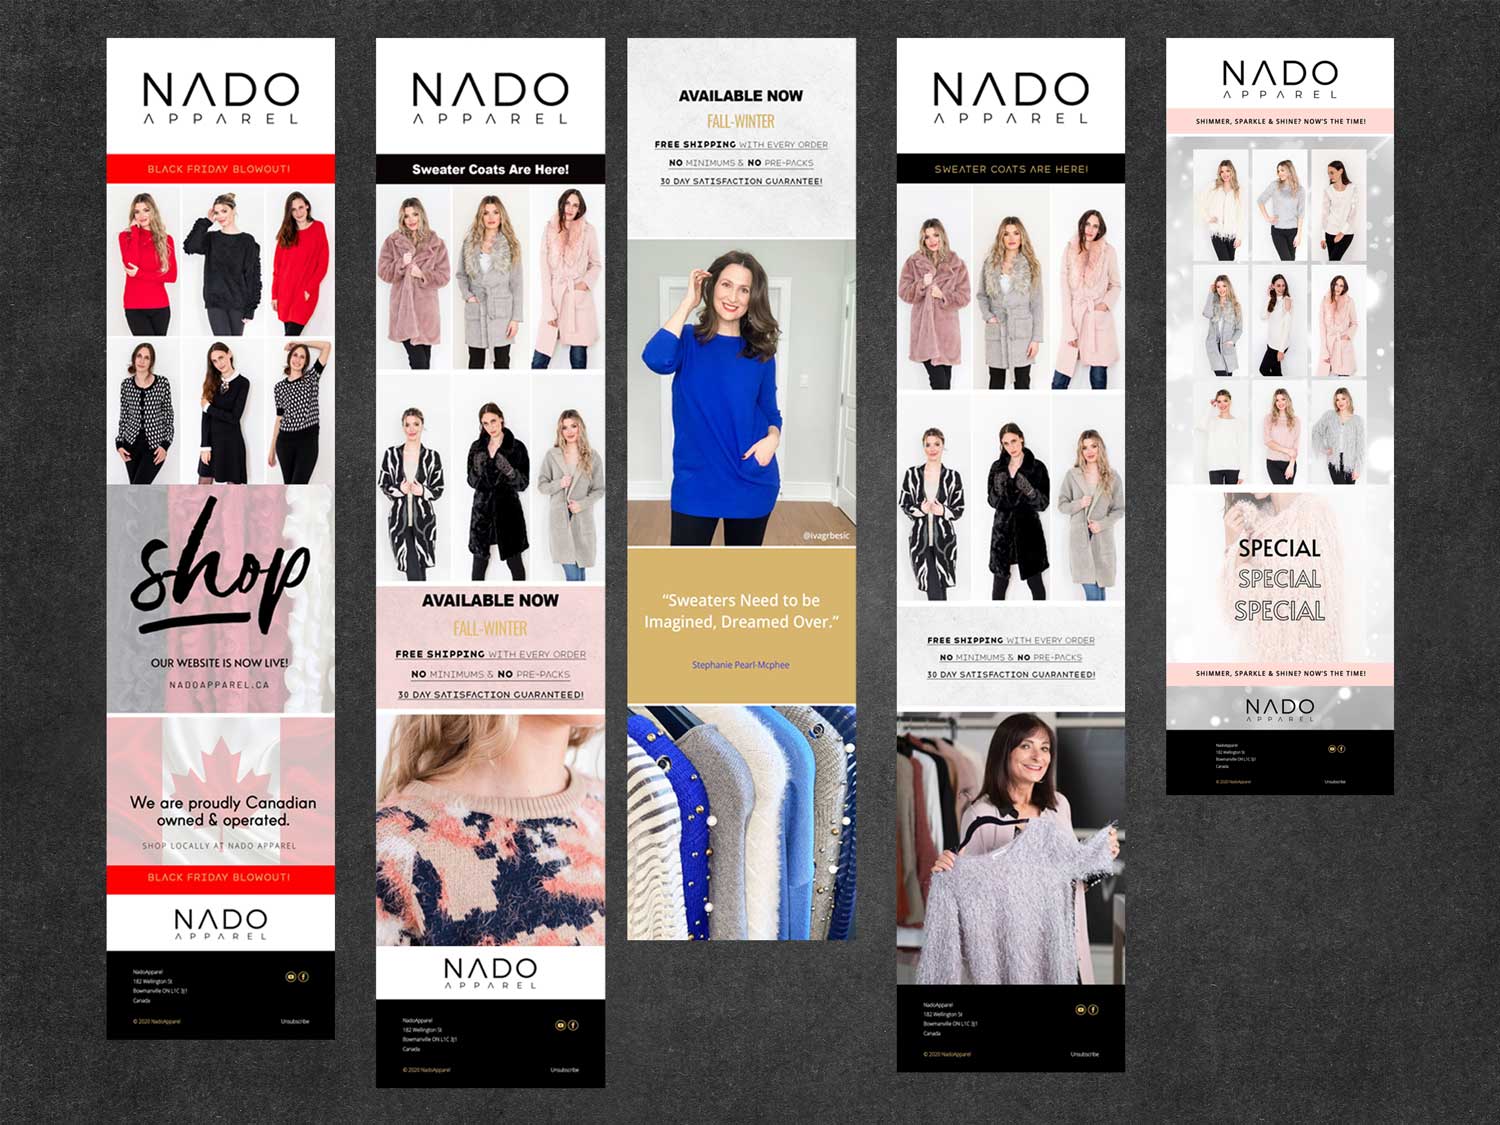 NADO
APPAREL
BLACK FRIDAY BLOWOUT!
shop
OUR WEBSITE IS NOW LIVE!
NADOAPPAREL.CA
We are proudly Canadian
owned & operated.
SHOP LOCALLY AT NADO APPAREL
BLACK FRIDAY BLOWOUT!
NADO
APPAREL
NadoApparel
182 Wellington St
Bowmanville ON L1C 3J1
Canada
© 2020 NadoApparel
Unsubscribe
NADO
APPAREL
Sweater Coats Are Here!
AVAILABLE NOW
FALL-WINTER
FREE SHIPPING WITH EVERY ORDER
NO MINIMUMS & NO PRE-PACKS
30 DAY SATISFACTION GUARANTEED!
NADO
APPAREL
NadoApparel
182 Wellington St
Bowmanville ON L1C 3J1
Canada
© 2020 NadoApparel
Unsubscribe
AVAILABLE NOW
FALL-WINTER
FREE SHIPPING WITH EVERY ORDER
NO MINIMUMS & NO PRE-PACKS
30 DAY SATISFACTION GUARANTEE!
@ivagrbesic
“Sweaters Need to be
Imagined, Dreamed Over.”
Stephanie Pearl-Mcphee
NADO
APPAREL
SWEATER COATS ARE HERE!
FREE SHIPPING WITH EVERY ORDER
NO MINIMUMS & NO PRE-PACKS
30 DAY SATISFACTION GUARANTEED!
NadoApparel
182 Wellington St
Bowmanville ON L1C 3J1
Canada
© 2020 NadoApparel
Unsubscribe
NADO
APPAREL
SHIMMER, SPARKLE & SHINE? NOW'S THE TIME!
SPECIAL
SPECIAL
SPECIAL
SHIMMER, SPARKLE & SHINE? NOW'S THE TIME!
NADO
APPAREL
NadoApparel
182 Wellington St
Bowmanville ON L1C 3J1
Canada
© 2020 NadoApparel
Unsubscribe